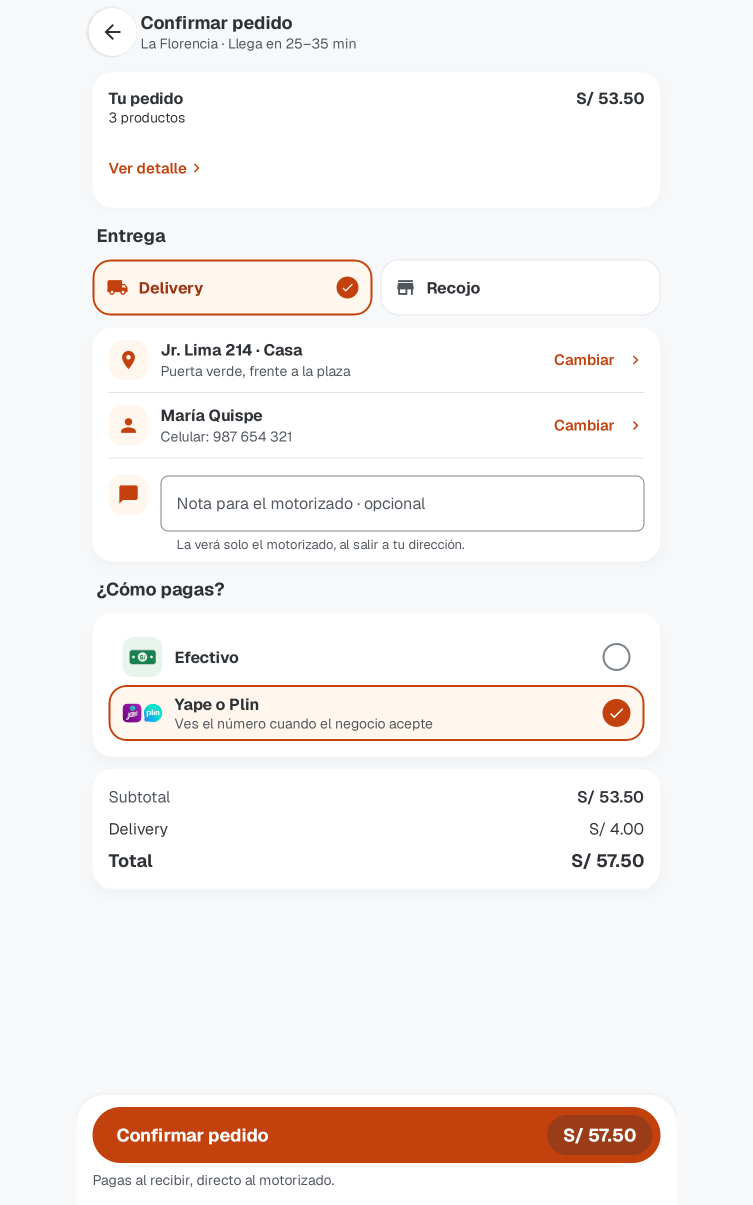 Confirmar pedido
La Florencia · Llega en 25–35 min
Tu pedido
S/ 53.50
3 productos
Ver detalle
Entrega
Delivery
Recojo
Jr. Lima 214 · Casa
Puerta verde, frente a la plaza
Cambiar
María Quispe
Celular: 987 654 321
Cambiar
Nota para el motorizado · opcional
La verá solo el motorizado, al salir a tu dirección.
¿Cómo pagas?
Efectivo
plin
Yape o Plin
Ves el número cuando el negocio acepte
Subtotal
S/ 53.50
Delivery
S/ 4.00
Total
S/ 57.50
Confirmar pedido
S/ 57.50
Pagas al recibir, directo al motorizado.